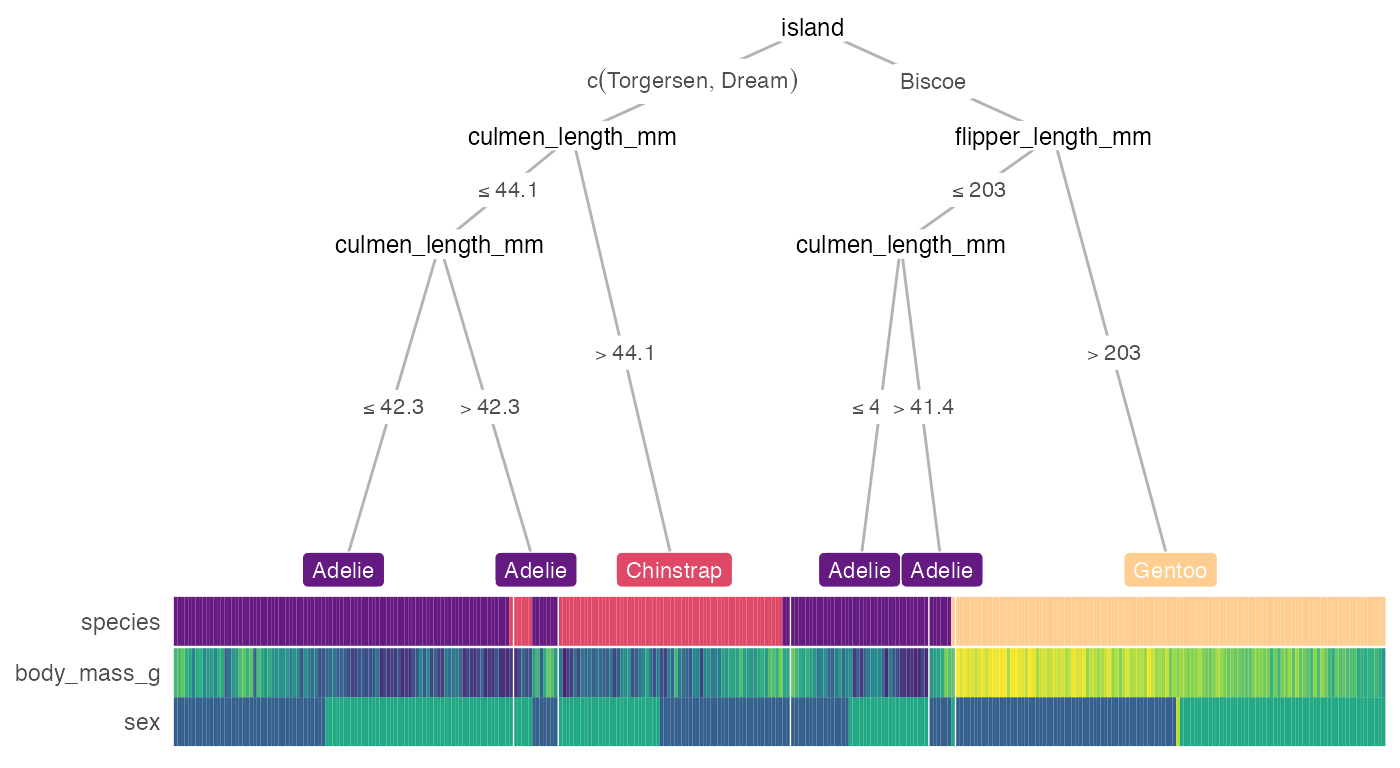 island
c(Torgersen, Dream) Biscoe
culmen_length_mm flipper_length_mm
≤ 44.1 ≤ 203
culmen_length_mm culmen_length_mm
> 44.1 > 203
≤ 42.3 > 42.3 ≤ 4 > 41.4
Adelie Adelie Chinstrap Adelie Adelie Gentoo
species
body_mass_g
sex